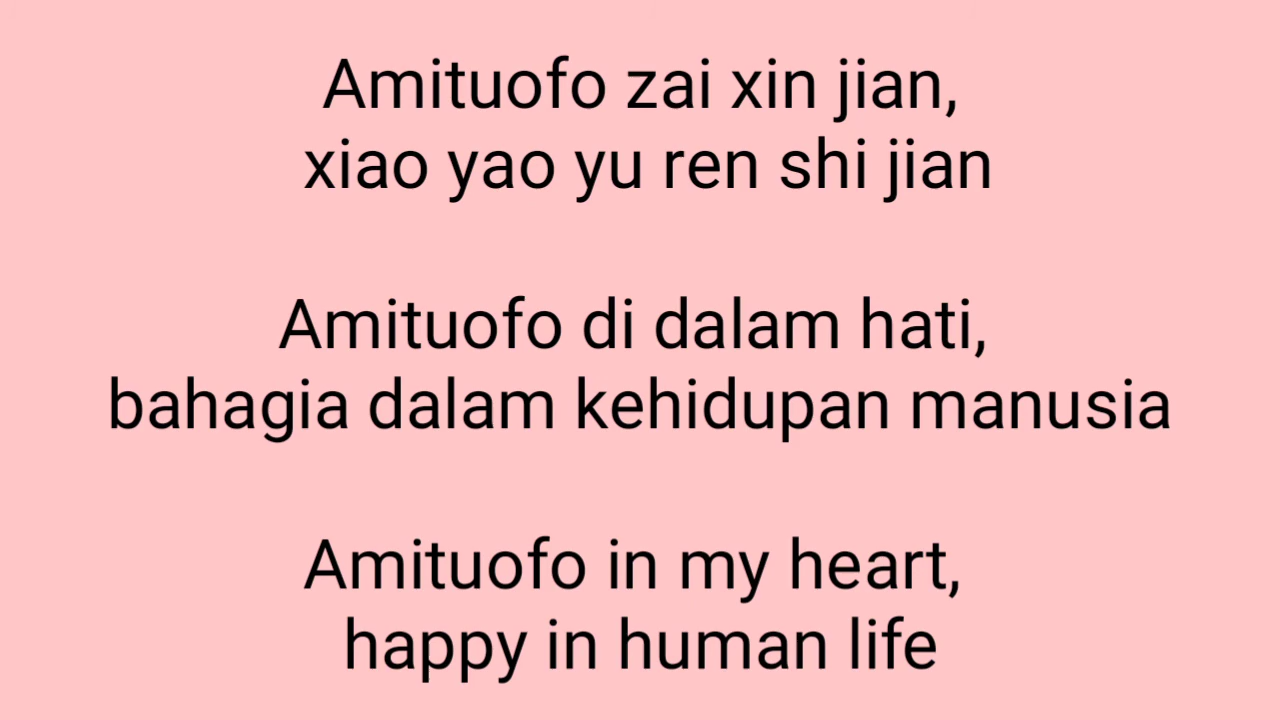 Amituofo zai xin jian,
xiao yao yu ren shi jian
Amituofo di dalam hati,
bahagia dalam kehidupan manusia
Amituofo in my heart,
happy in human life